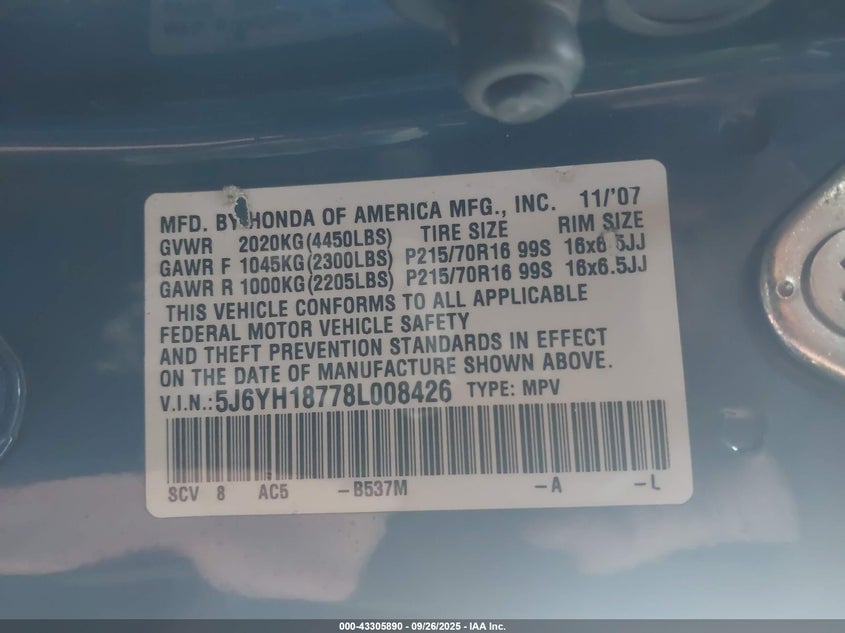 MFD. BY HONDA OF AMERICA MFG., INC. 11/'07
GVWR 2020KG(4450LBS) TIRE SIZE RIM SIZE
GAWR F 1045KG(2300LBS) P215/70R16 99S 16x6.5JJ
GAWR R 1000KG(2205LBS) P215/70R16 99S 16x6.5JJ
THIS VEHICLE CONFORMS TO ALL APPLICABLE
FEDERAL MOTOR VEHICLE SAFETY
AND THEFT PREVENTION STANDARDS IN EFFECT
ON THE DATE OF MANUFACTURE SHOWN ABOVE.
V.I.N.:5J6YH18778L008426 TYPE: MPV
SCV 8 AC5 -B537M -A -L
000-43305890 - 09/26/2025 - IAA Inc.